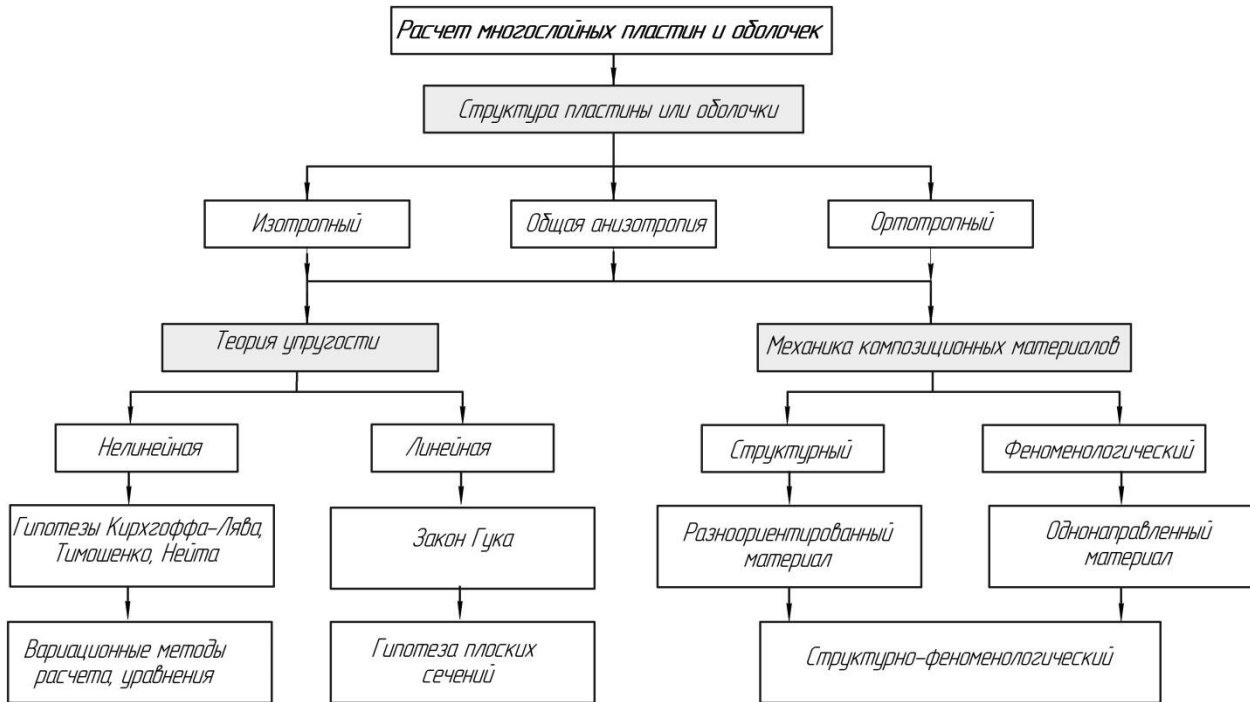 Расчет многослойных пластин и оболочек
Структура пластины или оболочки
Изотропный
Общая анизотропия
Ортотропный
Теория упругости
Механика композиционных материалов
Нелинейная
Линейная
Структурный
Феноменологический
Гипотезы Кирхгоффа-Лява,
Тимошенко, Нейта
Закон Гука
Разноориентированный
материал
Однонаправленный
материал
Вариационные методы
расчета, уравнения
Гипотеза плоских
сечений
Структурно-феноменологический